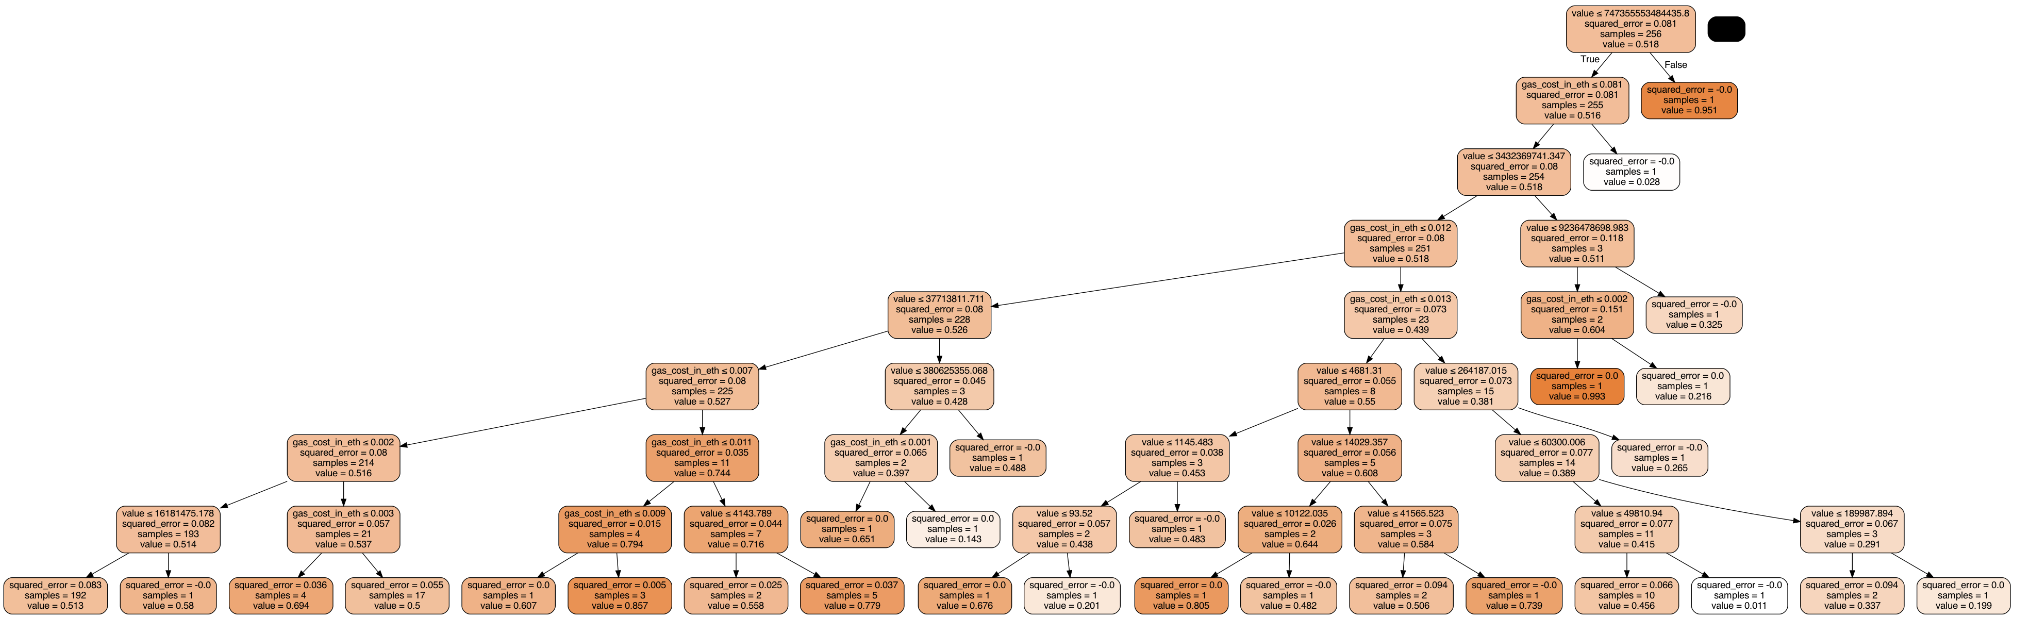 value ≤ 747355553484435.8
squared_error = 0.081
samples = 256
value = 0.518
True
False
gas_cost_in_eth ≤ 0.081
squared_error = 0.081
samples = 255
value = 0.516
squared_error = -0.0
samples = 1
value = 0.951
value ≤ 3432369741.347
squared_error = 0.08
samples = 254
value = 0.518
squared_error = -0.0
samples = 1
value = 0.028
gas_cost_in_eth ≤ 0.012
squared_error = 0.08
samples = 251
value = 0.518
value ≤ 9236478698.983
squared_error = 0.118
samples = 3
value = 0.511
value ≤ 37713811.711
squared_error = 0.08
samples = 228
value = 0.526
gas_cost_in_eth ≤ 0.013
squared_error = 0.073
samples = 23
value = 0.439
gas_cost_in_eth ≤ 0.002
squared_error = 0.151
samples = 2
value = 0.604
squared_error = -0.0
samples = 1
value = 0.325
gas_cost_in_eth ≤ 0.007
squared_error = 0.08
samples = 225
value = 0.527
value ≤ 380625355.068
squared_error = 0.045
samples = 3
value = 0.428
value ≤ 4681.31
squared_error = 0.055
samples = 8
value = 0.55
value ≤ 264187.015
squared_error = 0.073
samples = 15
value = 0.381
squared_error = 0.0
samples = 1
value = 0.993
squared_error = 0.0
samples = 1
value = 0.216
gas_cost_in_eth ≤ 0.002
squared_error = 0.08
samples = 214
value = 0.516
gas_cost_in_eth ≤ 0.011
squared_error = 0.035
samples = 11
value = 0.744
gas_cost_in_eth ≤ 0.001
squared_error = 0.065
samples = 2
value = 0.397
squared_error = -0.0
samples = 1
value = 0.488
value ≤ 1145.483
squared_error = 0.038
samples = 3
value = 0.453
value ≤ 14029.357
squared_error = 0.056
samples = 5
value = 0.608
value ≤ 60300.006
squared_error = 0.077
samples = 14
value = 0.389
squared_error = -0.0
samples = 1
value = 0.265
value ≤ 16181475.178
squared_error = 0.082
samples = 193
value = 0.514
gas_cost_in_eth ≤ 0.003
squared_error = 0.057
samples = 21
value = 0.537
gas_cost_in_eth ≤ 0.009
squared_error = 0.015
samples = 4
value = 0.794
value ≤ 4143.789
squared_error = 0.044
samples = 7
value = 0.716
squared_error = 0.0
samples = 1
value = 0.651
squared_error = 0.0
samples = 1
value = 0.143
value ≤ 93.52
squared_error = 0.057
samples = 2
value = 0.438
squared_error = -0.0
samples = 1
value = 0.483
value ≤ 10122.035
squared_error = 0.026
samples = 2
value = 0.644
value ≤ 41565.523
squared_error = 0.075
samples = 3
value = 0.584
value ≤ 49810.94
squared_error = 0.077
samples = 11
value = 0.415
value ≤ 189987.894
squared_error = 0.067
samples = 3
value = 0.291
squared_error = 0.083
samples = 192
value = 0.513
squared_error = -0.0
samples = 1
value = 0.58
squared_error = 0.036
samples = 4
value = 0.694
squared_error = 0.055
samples = 17
value = 0.5
squared_error = 0.0
samples = 1
value = 0.607
squared_error = 0.005
samples = 3
value = 0.857
squared_error = 0.025
samples = 2
value = 0.558
squared_error = 0.037
samples = 5
value = 0.779
squared_error = 0.0
samples = 1
value = 0.676
squared_error = -0.0
samples = 1
value = 0.201
squared_error = 0.0
samples = 1
value = 0.805
squared_error = -0.0
samples = 1
value = 0.482
squared_error = 0.094
samples = 2
value = 0.506
squared_error = -0.0
samples = 1
value = 0.739
squared_error = 0.066
samples = 10
value = 0.456
squared_error = -0.0
samples = 1
value = 0.011
squared_error = 0.094
samples = 2
value = 0.337
squared_error = 0.0
samples = 1
value = 0.199